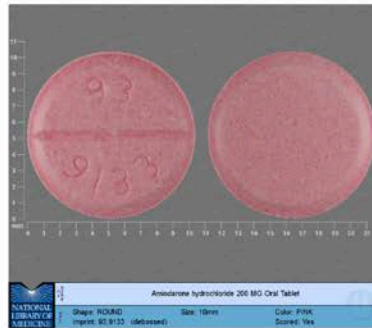 93
9133
Amiodarone hydrochloride 200 MG Oral Tablet
NATIONAL
LIBRARY OF
MEDICINE
Shape: ROUND
Size: 10mm
Color: PINK
Imprint: 93;9133 (debossed)
Scored: Yes